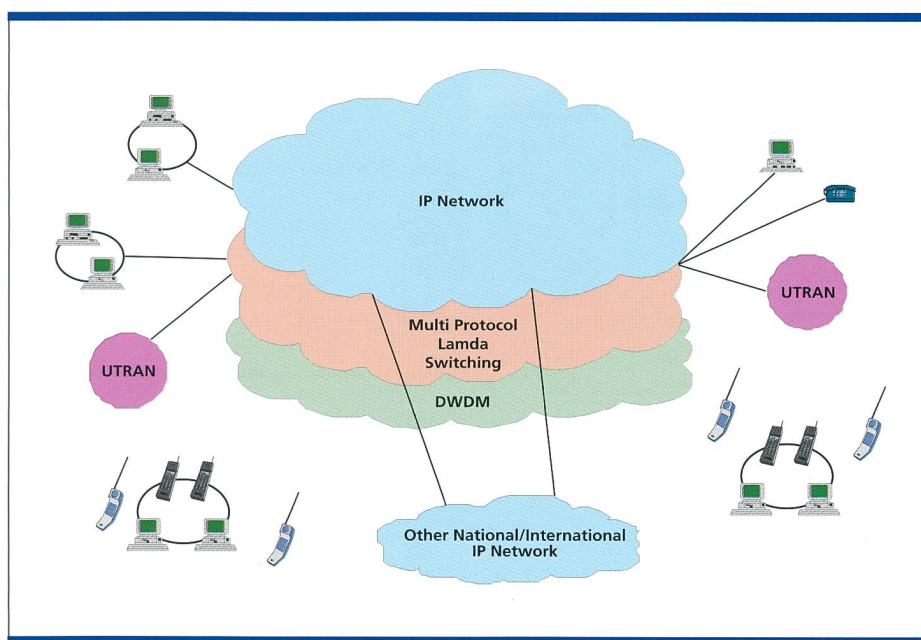 IP Network
UTRAN
Multi Protocol
Lamda
Switching
UTRAN
DWDM
Other National/International
IP Network